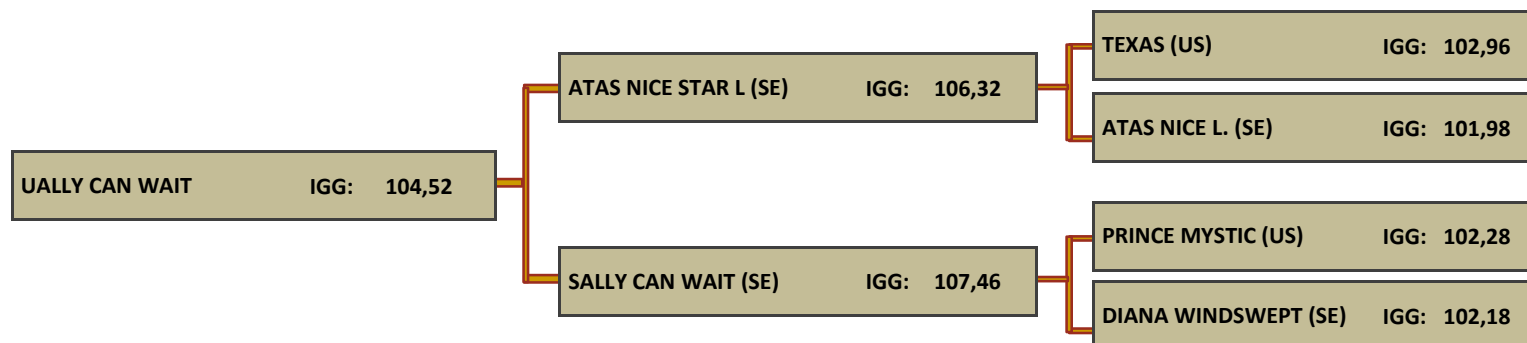 TEXAS (US) IGG: 102,96
ATAS NICE STAR L (SE) IGG: 106,32
ATAS NICE L. (SE) IGG: 101,98
UALLY CAN WAIT IGG: 104,52
PRINCE MYSTIC (US) IGG: 102,28
SALLY CAN WAIT (SE) IGG: 107,46
DIANA WINDSWEPT (SE) IGG: 102,18